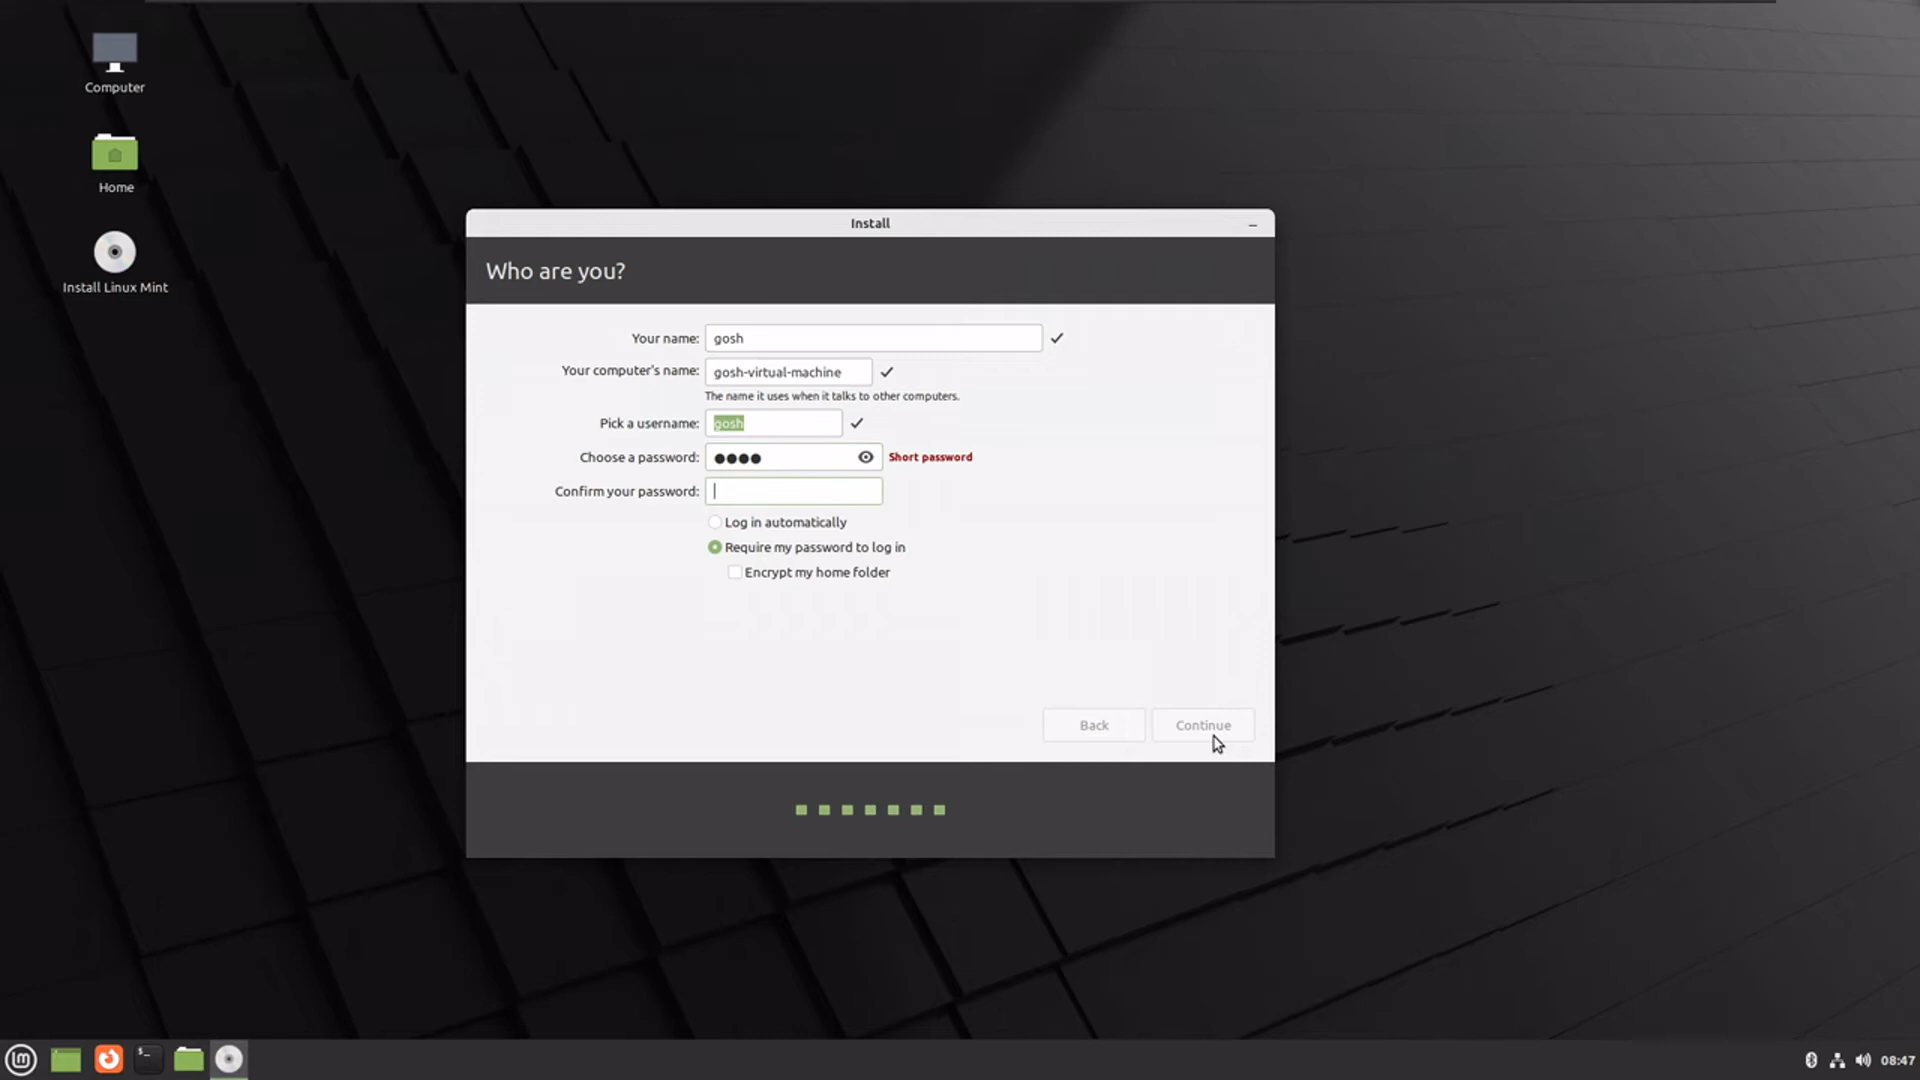 Computer
Home
Install Linux Mint
Install
Who are you?
Your name: gosh
Your computer's name: gosh-virtual-machine
The name it uses when it talks to other computers.
Pick a username: gosh
Choose a password: ●●●● Short password
Confirm your password:
Log in automatically
Require my password to log in
Encrypt my home folder
Back Continue
08:47